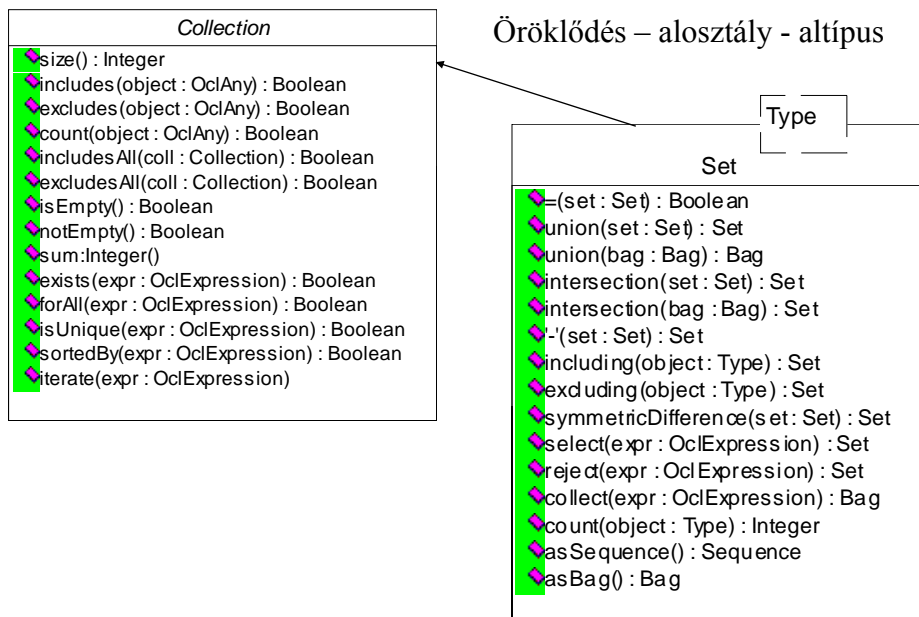 Collection
size() : Integer
includes(object : OclAny) : Boolean
excludes(object : OclAny) : Boolean
count(object : OclAny) : Boolean
includesAll(coll : Collection) : Boolean
excludesAll(coll : Collection) : Boolean
isEmpty() : Boolean
notEmpty() : Boolean
sum:Integer()
exists(expr : OclExpression) : Boolean
forAll(expr : OclExpression) : Boolean
isUnique(expr : OclExpression) : Boolean
sortedBy(expr : OclExpression) : Boolean
iterate(expr : OclExpression)
Öröklődés – alosztály - altípus
Type
Set
=(set : Set) : Boolean
union(set : Set) : Set
union(bag : Bag) : Bag
intersection(set : Set) : Set
intersection(bag : Bag) : Set
'-'(set : Set) : Set
including(object : Type) : Set
excluding(object : Type) : Set
symmetricDifference(set : Set) : Set
select(expr : OclExpression) : Set
reject(expr : OclExpression) : Set
collect(expr : OclExpression) : Bag
count(object : Type) : Integer
asSequence() : Sequence
asBag() : Bag